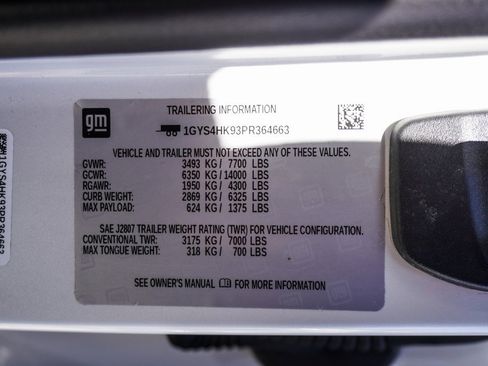 gm
TRAILERING INFORMATION
1GYS4HK93PR364663
VEHICLE AND TRAILER MUST NOT EXCEED ANY OF THESE VALUES.
GVWR: 3493 KG / 7700 LBS
GCWR: 6350 KG / 14000 LBS
RGAWR: 1950 KG / 4300 LBS
CURB WEIGHT: 2869 KG / 6325 LBS
MAX PAYLOAD: 624 KG / 1375 LBS
SAE J2807 TRAILER WEIGHT RATING (TWR) FOR VEHICLE CONFIGURATION.
CONVENTIONAL TWR: 3175 KG / 7000 LBS
MAX TONGUE WEIGHT: 318 KG / 700 LBS
SEE OWNER'S MANUAL FOR MORE INFORMATION
1GYS4HK93PR364663